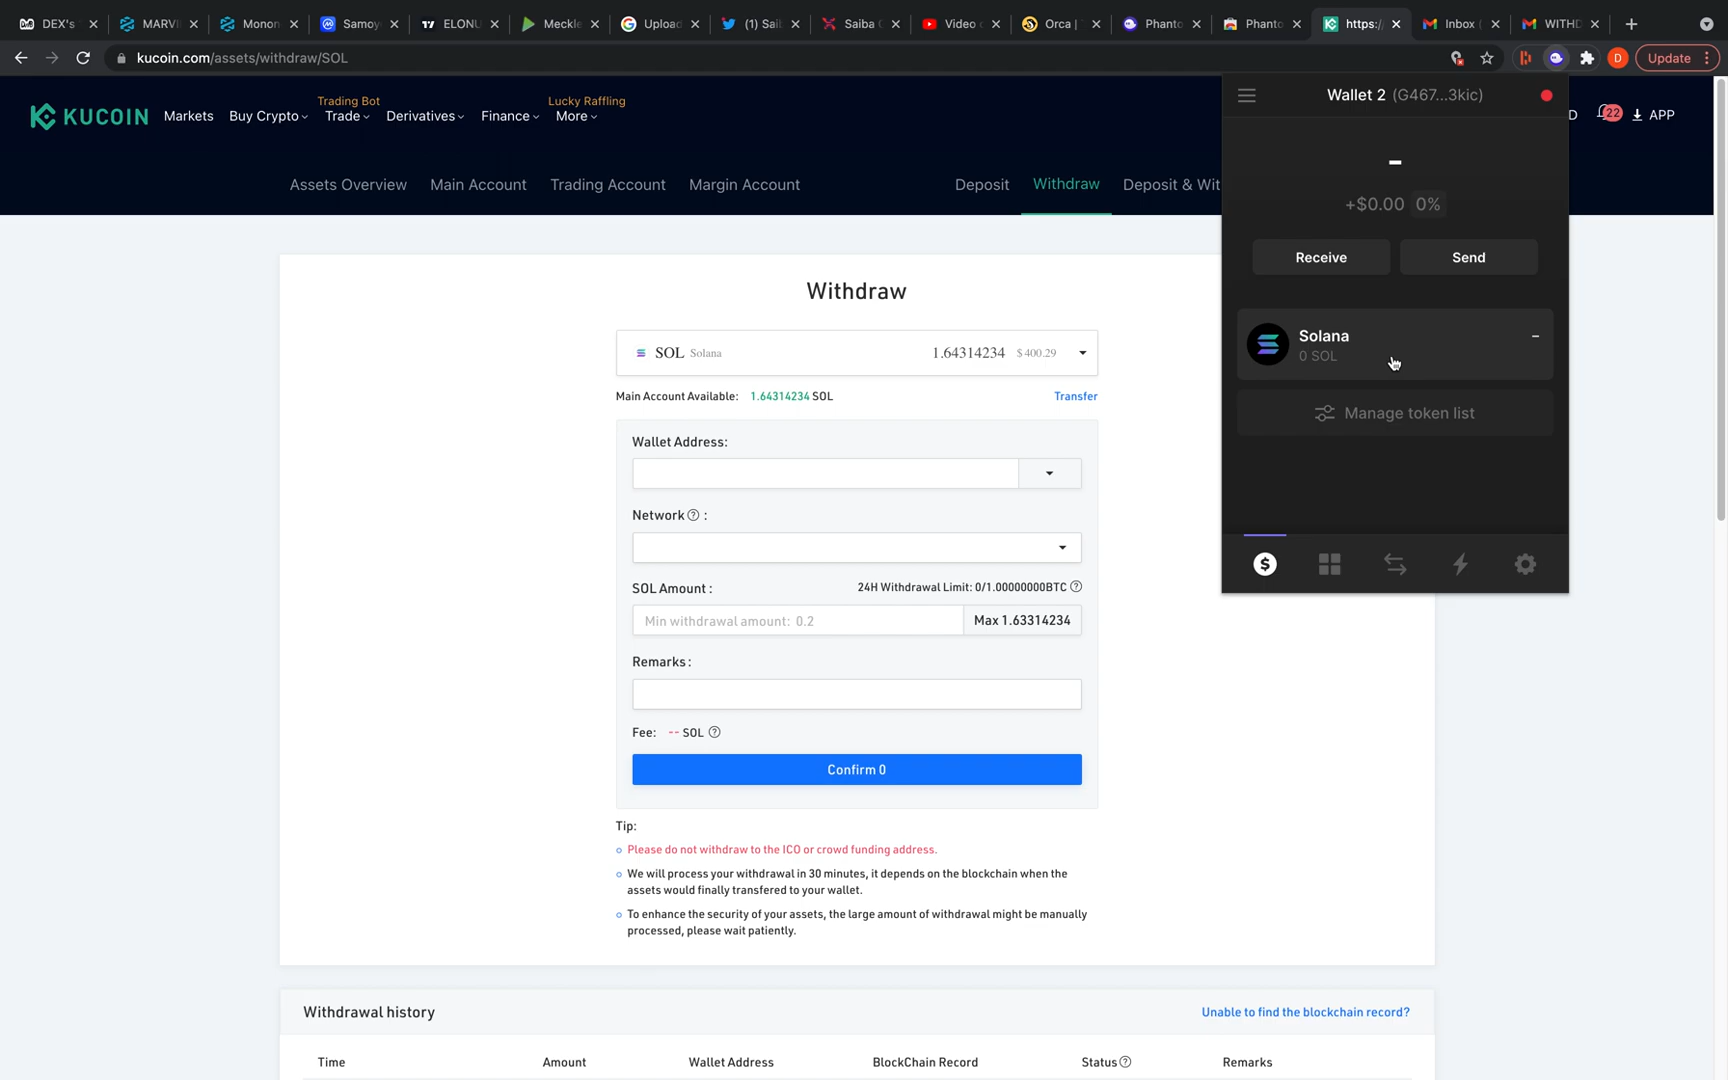 DEX's
MARVI
Monon
Samoy
ELONU
Meckle
Upload
(1) Sait
Saiba
Video
Orca |
Phanto
Phanto
https:/
Inbox
WITHD
kucoin.com/assets/withdraw/SOL
D
Update
KUCOIN
Markets
Buy Crypto
Trading Bot
Trade
Derivatives
Finance
Lucky Raffling
More
D
22
APP
Assets Overview
Main Account
Trading Account
Margin Account
Deposit
Withdraw
Deposit & Wit
Wallet 2 (G467...3kic)
-
+$0.00 0%
Receive
Send
Solana
-
0 SOL
Manage token list
Withdraw
SOL Solana 1.64314234 $ 400.29
Main Account Available: 1.64314234 SOL Transfer
Wallet Address:
Network ? :
SOL Amount : 24H Withdrawal Limit: 0/1.00000000BTC ?
Min withdrawal amount: 0.2 Max 1.63314234
Remarks :
Fee: -- SOL ?
Confirm 0
Tip:
Please do not withdraw to the ICO or crowd funding address.
We will process your withdrawal in 30 minutes, it depends on the blockchain when the
assets would finally transfered to your wallet.
To enhance the security of your assets, the large amount of withdrawal might be manually
processed, please wait patiently.
Withdrawal history Unable to find the blockchain record?
Time Amount Wallet Address BlockChain Record Status ? Remarks